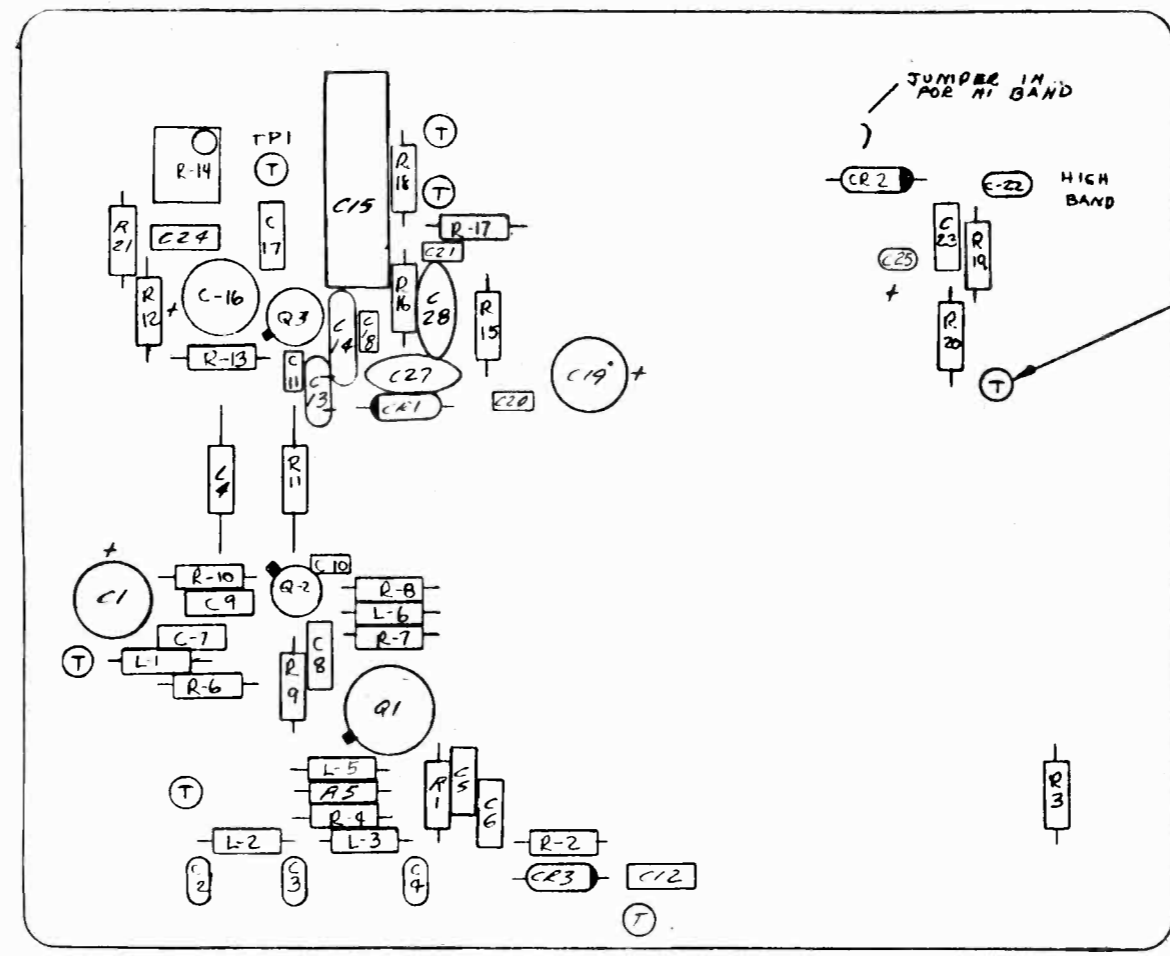 JUMPER IN
FOR HI BAND
TP1
T
R-14
T
T
R 18
CR 2
C-22
HIGH
BAND
C15
R 21
C24
C 17
R-17
C21
C 23
R 19
C25
+
R 12
+
C-16
Q3
C 14
C 18
R 16
C 28
R 15
R 20
R-13
C 11
C 13
C27
CR1
C20
C19
+
T
L 4
R 11
+
C1
R-10
C9
Q-2
C10
R-8
L-6
R-7
C-7
T
L-1
R-6
R 9
C 8
Q1
L-5
R5
R-4
R 1
C 5
C 6
R 3
T
L-2
L-3
R-2
C 2
C 3
C 4
CR3
C12
T